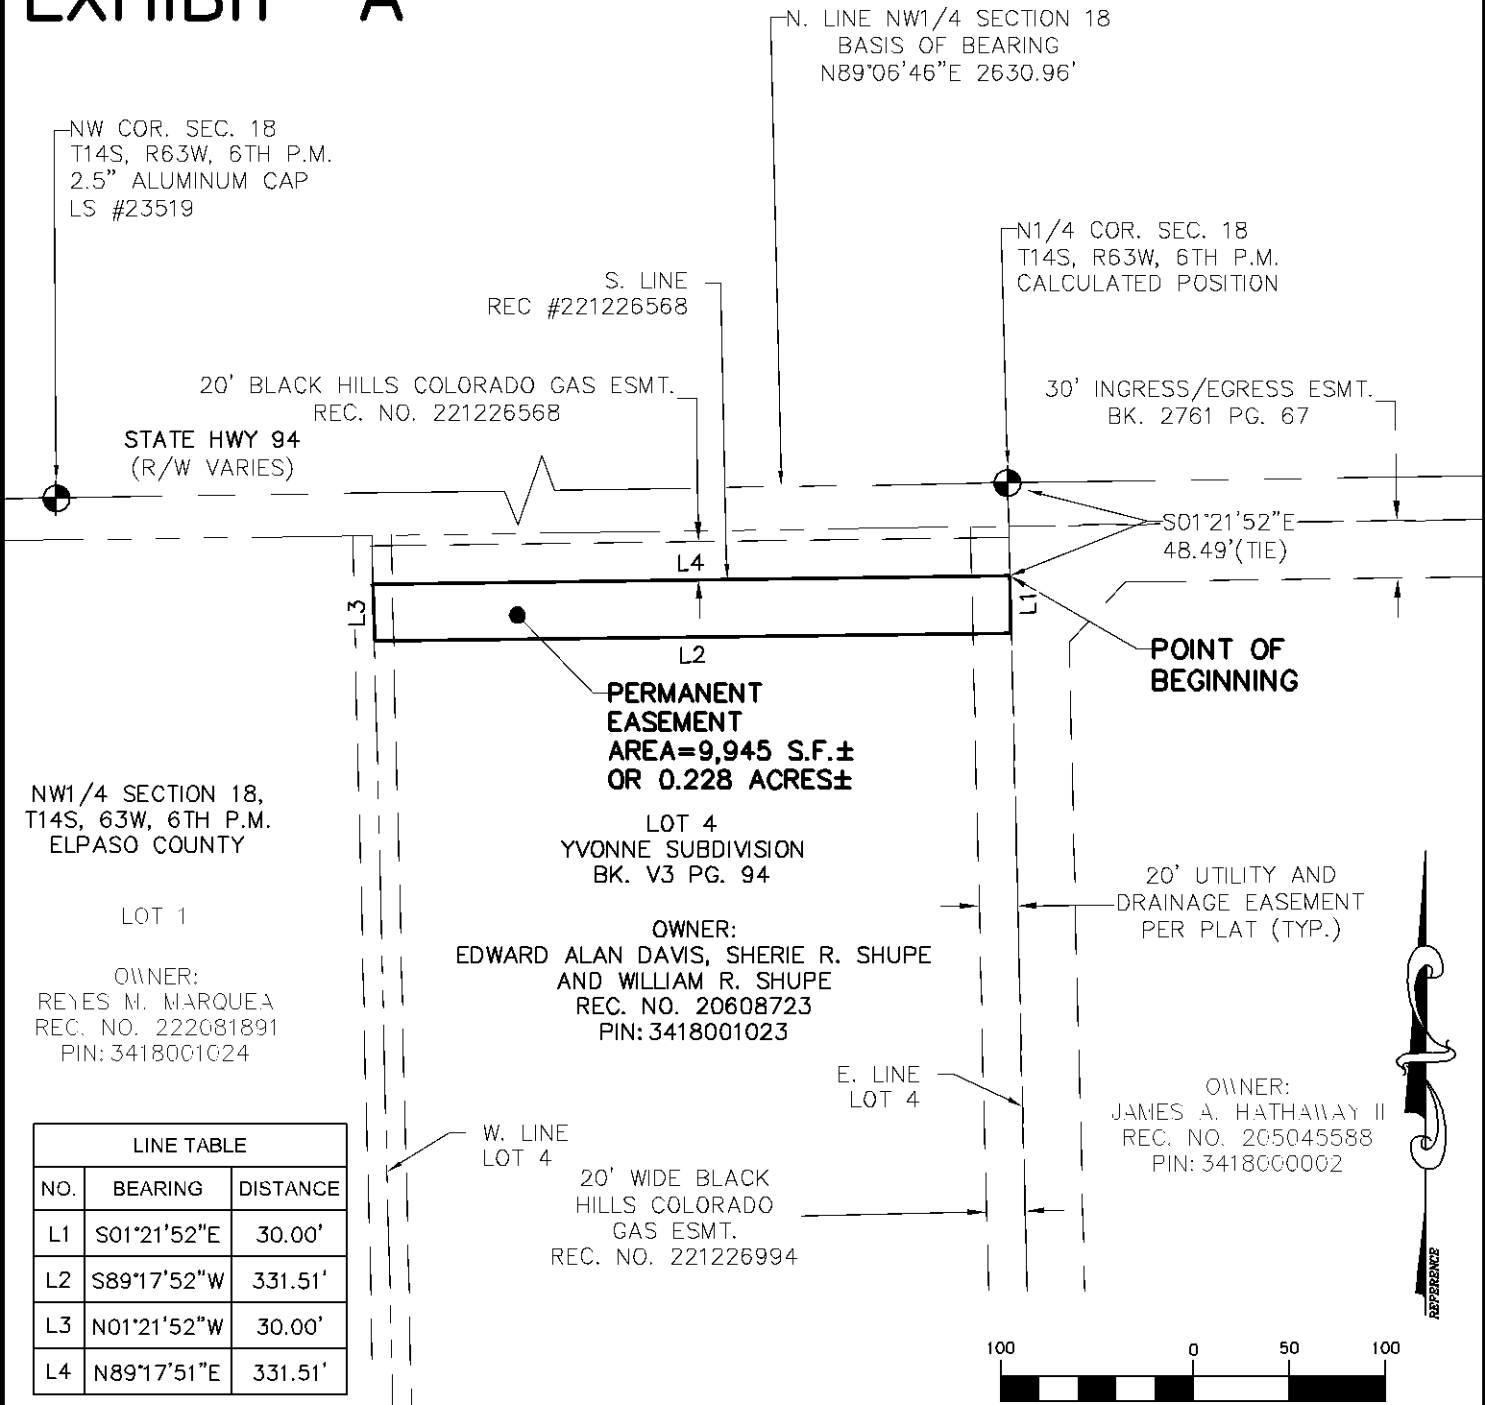 EXHIBIT A
N. LINE NW1/4 SECTION 18
BASIS OF BEARING
N89°06'46"E 2630.96'
NW COR. SEC. 18
T14S, R63W, 6TH P.M.
2.5" ALUMINUM CAP
LS #23519
N1/4 COR. SEC. 18
T14S, R63W, 6TH P.M.
CALCULATED POSITION
S. LINE
REC #221226568
20' BLACK HILLS COLORADO GAS ESMT.
REC. NO. 221226568
30' INGRESS/EGRESS ESMT.
BK. 2761 PG. 67
STATE HWY 94
(R/W VARIES)
S01°21'52"E
48.49'(TIE)
L4
L3
L1
L2
POINT OF
BEGINNING
PERMANENT
EASEMENT
AREA=9,945 S.F.±
OR 0.228 ACRES±
NW1/4 SECTION 18,
T14S, 63W, 6TH P.M.
ELPASO COUNTY
LOT 4
YVONNE SUBDIVISION
BK. V3 PG. 94
20' UTILITY AND
DRAINAGE EASEMENT
PER PLAT (TYP.)
LOT 1
OWNER:
EDWARD ALAN DAVIS, SHERIE R. SHUPE
AND WILLIAM R. SHUPE
REC. NO. 20608723
PIN: 3418001023
OWNER:
REYES M. MARQUEA
REC. NO. 222081891
PIN: 3418001024
E. LINE
LOT 4
OWNER:
JAMES A. HATHAWAY II
REC. NO. 205045588
PIN: 3418000002
W. LINE
LOT 4
20' WIDE BLACK
HILLS COLORADO
GAS ESMT.
REC. NO. 221226994
LINE TABLE
NO. BEARING DISTANCE
L1 S01°21'52"E 30.00'
L2 S89°17'52"W 331.51'
L3 N01°21'52"W 30.00'
L4 N89°17'51"E 331.51'
REFERENCE
100 0 50 100